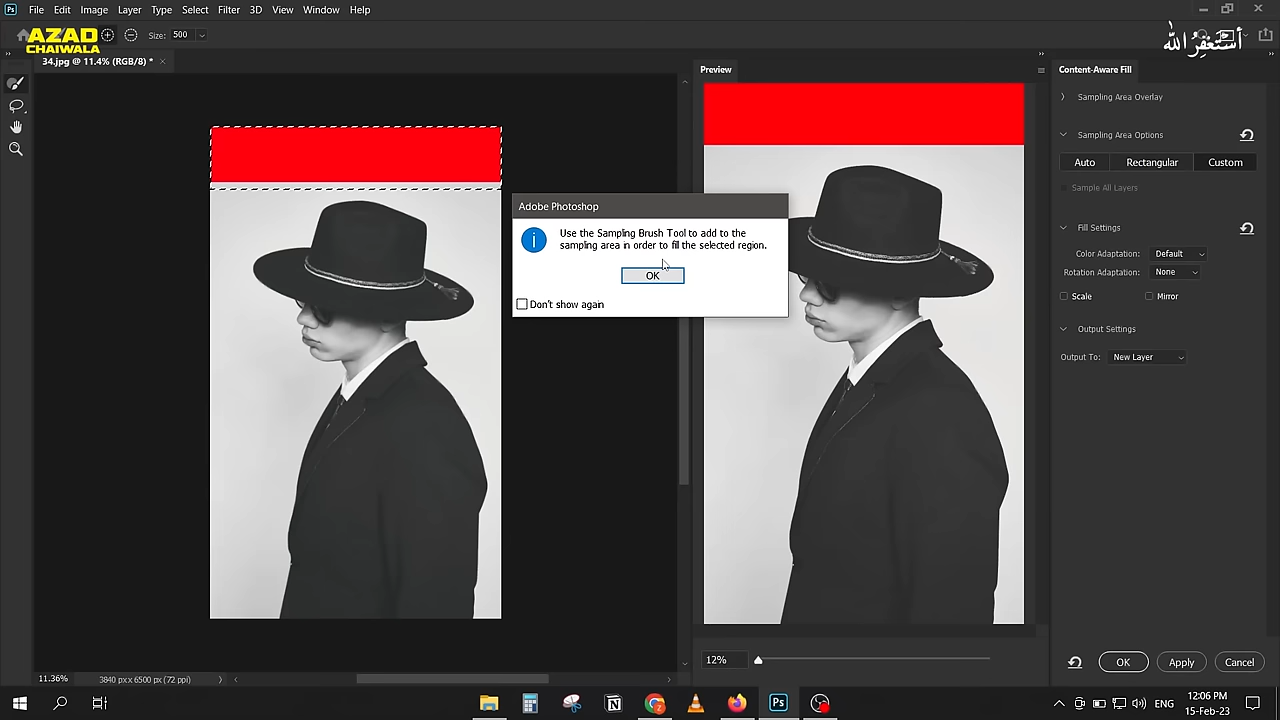 File Edit Image Layer Type Select Filter 3D View Window Help
AZAD
CHAIWALA
Size: 500
أستغفر الله
34.jpg @ 11.4% (RGB/8) *
Preview
Content-Aware Fill
Sampling Area Overlay
Sampling Area Options
Auto Rectangular Custom
Sample All Layers
Fill Settings
Color Adaptation: Default
Rotation Adaptation: None
Scale Mirror
Output Settings
Output To: New Layer
Adobe Photoshop
Use the Sampling Brush Tool to add to the
sampling area in order to fill the selected region.
OK
Don't show again
12%
OK Apply Cancel
11.36% 3840 px x 6500 px (72 ppi)
Ps
ENG
12:06 PM
15-Feb-23